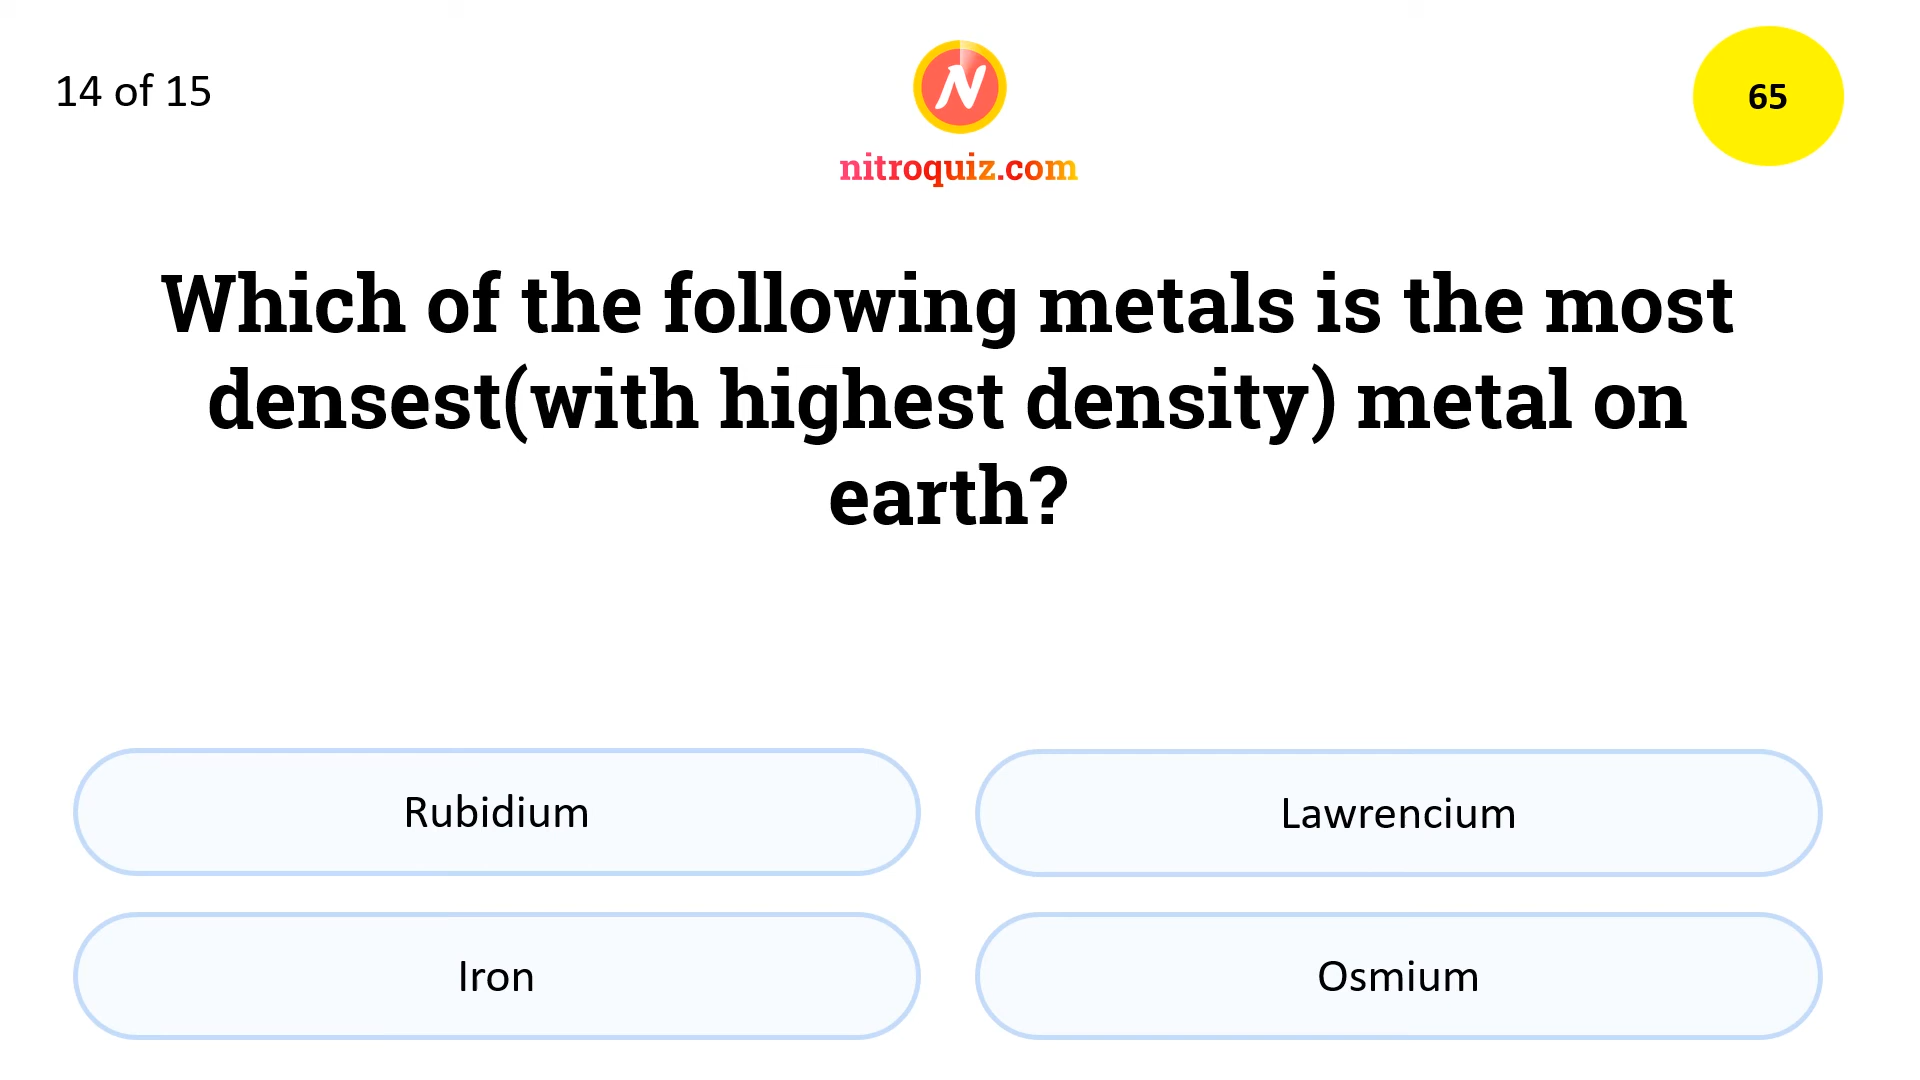 14 of 15
N
nitroquiz.com
65
Which of the following metals is the most
densest(with highest density) metal on
earth?
Rubidium
Lawrencium
Iron
Osmium